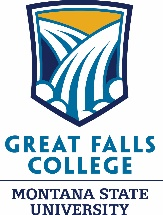 GREAT FALLS
COLLEGE
MONTANA STATE
UNIVERSITY